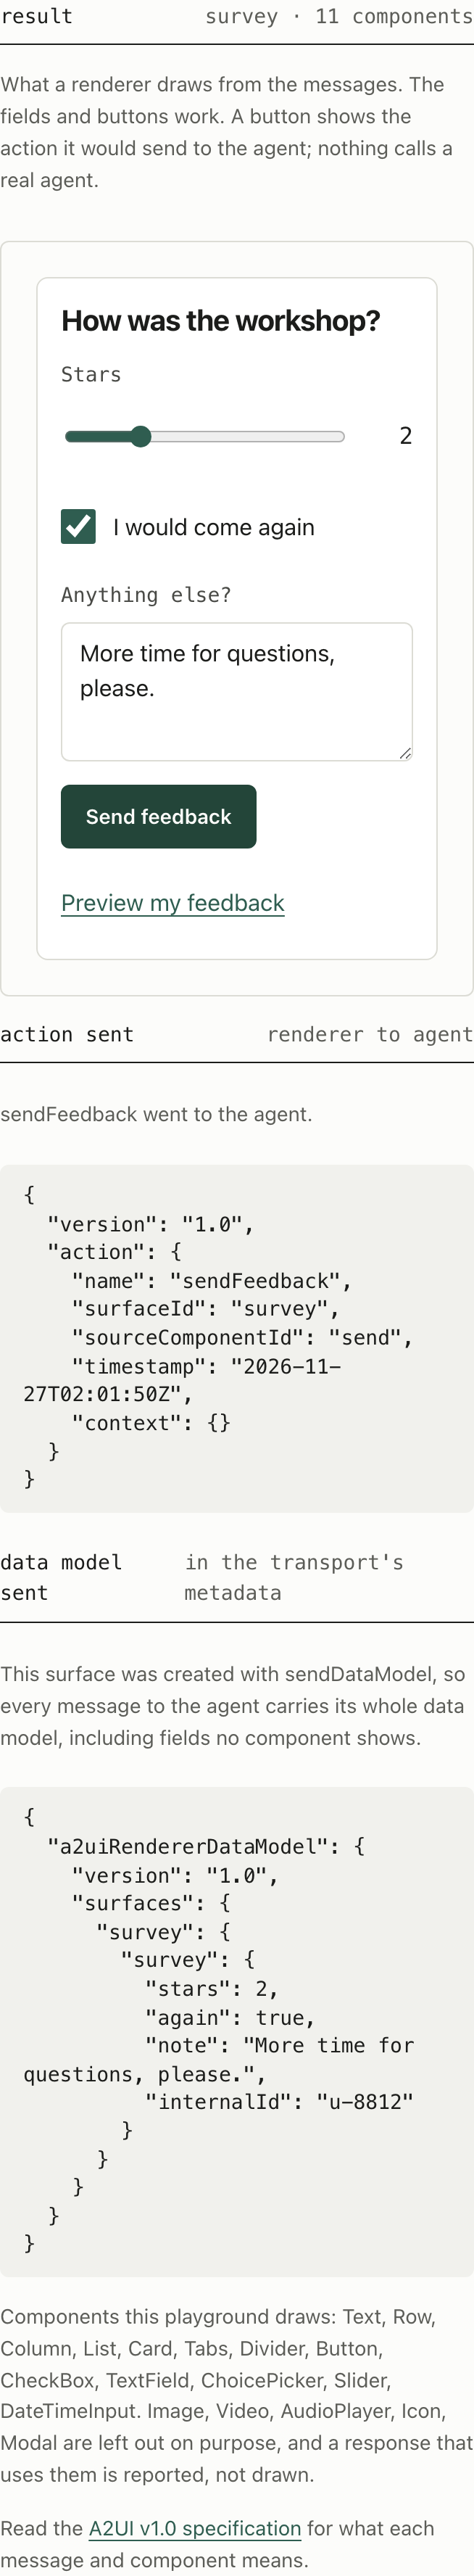 result survey · 11 components
What a renderer draws from the messages. The
fields and buttons work. A button shows the
action it would send to the agent; nothing calls a
real agent.
How was the workshop?
Stars
2
I would come again
Anything else?
More time for questions,
please.
Send feedback
Preview my feedback
action sent renderer to agent
sendFeedback went to the agent.
{
  "version": "1.0",
  "action": {
    "name": "sendFeedback",
    "surfaceId": "survey",
    "sourceComponentId": "send",
    "timestamp": "2026-11-
27T02:01:50Z",
    "context": {}
  }
}
data model in the transport's
sent metadata
This surface was created with sendDataModel, so
every message to the agent carries its whole data
model, including fields no component shows.
{
  "a2uiRendererDataModel": {
    "version": "1.0",
    "surfaces": {
      "survey": {
        "survey": {
          "stars": 2,
          "again": true,
          "note": "More time for
questions, please.",
          "internalId": "u-8812"
        }
      }
    }
  }
}
Components this playground draws: Text, Row,
Column, List, Card, Tabs, Divider, Button,
CheckBox, TextField, ChoicePicker, Slider,
DateTimeInput. Image, Video, AudioPlayer, Icon,
Modal are left out on purpose, and a response that
uses them is reported, not drawn.
Read the A2UI v1.0 specification for what each
message and component means.